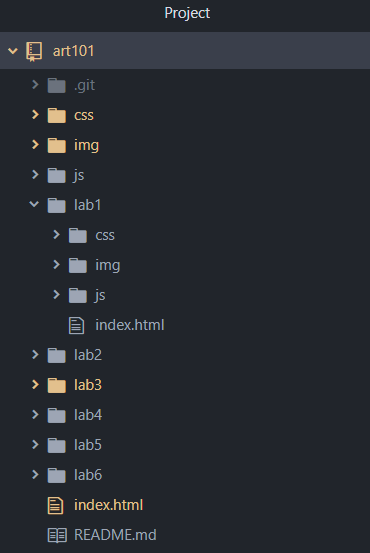 Project
art101
.git
css
img
js
lab1
css
img
js
index.html
lab2
lab3
lab4
lab5
lab6
index.html
README.md